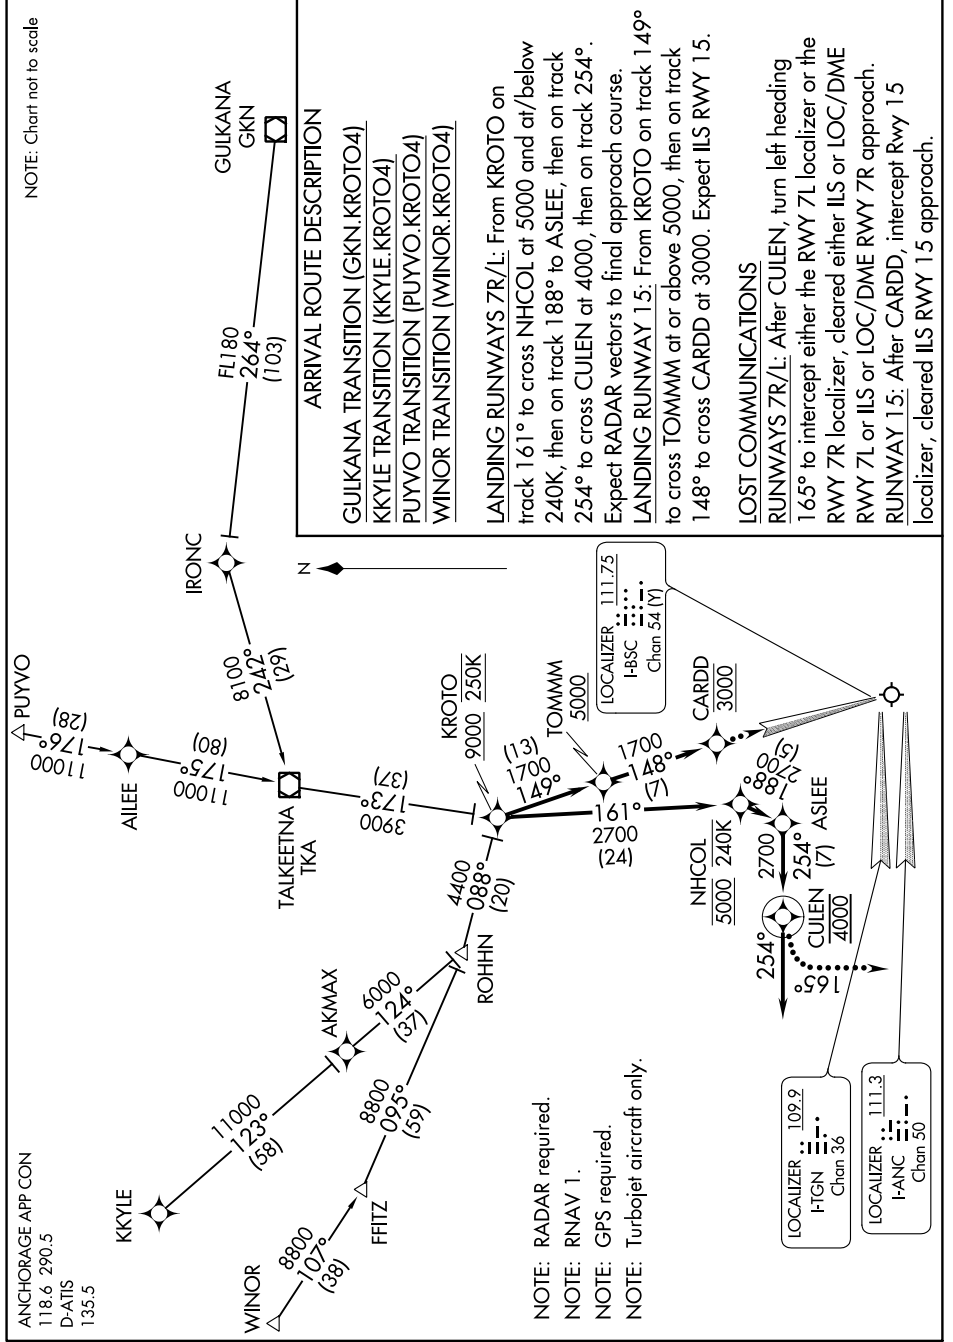 ANCHORAGE APP CON
118.6 290.5
D-ATIS
135.5
NOTE: Chart not to scale
KKYLE
11000
123°
(58)
AKMAX
6000
124°
(37)
WINOR
8800
107°
(38)
FFITZ
8800
095°
(59)
ROHHN
4400
088°
(20)
PUYVO
11000
176°
(28)
AILEE
11000
175°
(80)
TALKEETNA
TKA
3900
173°
(37)
GULKANA
GKN
FL180
264°
(103)
IRONC
8100
242°
(29)
N
KROTO
9000 250K
(13)
1700
149°
TOMMM
5000
1700
148°
(7)
CARDD
3000
161°
2700
(24)
NHCOL
5000 240K
188°
2700
(5)
ASLEE
2700
254°
(7)
CULEN
4000
254°
165°
LOCALIZER 111.75
I-BSC
Chan 54 (Y)
LOCALIZER 109.9
I-TGN
Chan 36
LOCALIZER 111.3
I-ANC
Chan 50
NOTE: RADAR required.
NOTE: RNAV 1.
NOTE: GPS required.
NOTE: Turbojet aircraft only.
ARRIVAL ROUTE DESCRIPTION
GULKANA TRANSITION (GKN.KROTO4)
KKYLE TRANSITION (KKYLE.KROTO4)
PUYVO TRANSITION (PUYVO.KROTO4)
WINOR TRANSITION (WINOR.KROTO4)
LANDING RUNWAYS 7R/L: From KROTO on
track 161° to cross NHCOL at 5000 and at/below
240K, then on track 188° to ASLEE, then on track
254° to cross CULEN at 4000, then on track 254°.
Expect RADAR vectors to final approach course.
LANDING RUNWAY 15: From KROTO on track 149°
to cross TOMMM at or above 5000, then on track
148° to cross CARDD at 3000. Expect ILS RWY 15.
LOST COMMUNICATIONS
RUNWAYS 7R/L: After CULEN, turn left heading
165° to intercept either the RWY 7L localizer or the
RWY 7R localizer, cleared either ILS or LOC/DME
RWY 7L or ILS or LOC/DME RWY 7R approach.
RUNWAY 15: After CARDD, intercept Rwy 15
localizer, cleared ILS RWY 15 approach.